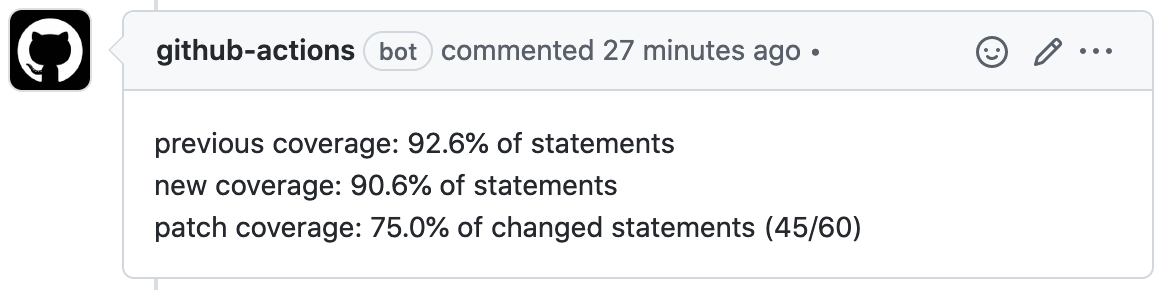 github-actions bot commented 27 minutes ago •
previous coverage: 92.6% of statements
new coverage: 90.6% of statements
patch coverage: 75.0% of changed statements (45/60)